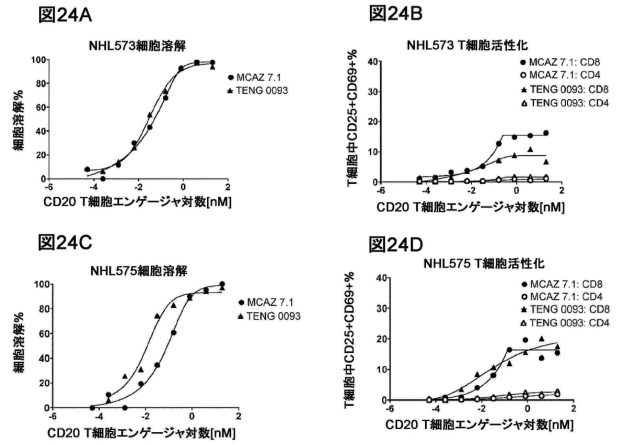 図24A
NHL573細胞溶解
細胞溶解%
100
80
60
40
20
0
MCAZ 7.1
TENG 0093
-6
-4
-2
0
2
CD20 T細胞エンゲージャ対数[nM]
図24B
NHL573 T細胞活性化
T細胞中CD25+CD69+%
40
30
20
10
0
MCAZ 7.1: CD8
MCAZ 7.1: CD4
TENG 0093: CD8
TENG 0093: CD4
-6
-4
-2
0
2
CD20 T細胞エンゲージャ対数[nM]
図24C
NHL575細胞溶解
細胞溶解%
100
80
60
40
20
0
MCAZ 7.1
TENG 0093
-6
-4
-2
0
2
CD20 T細胞エンゲージャ対数[nM]
図24D
NHL575 T細胞活性化
T細胞中CD25+CD69+%
40
30
20
10
0
MCAZ 7.1: CD8
MCAZ 7.1: CD4
TENG 0093: CD8
TENG 0093: CD4
-6
-4
-2
0
2
CD20 T細胞エンゲージャ対数[nM]